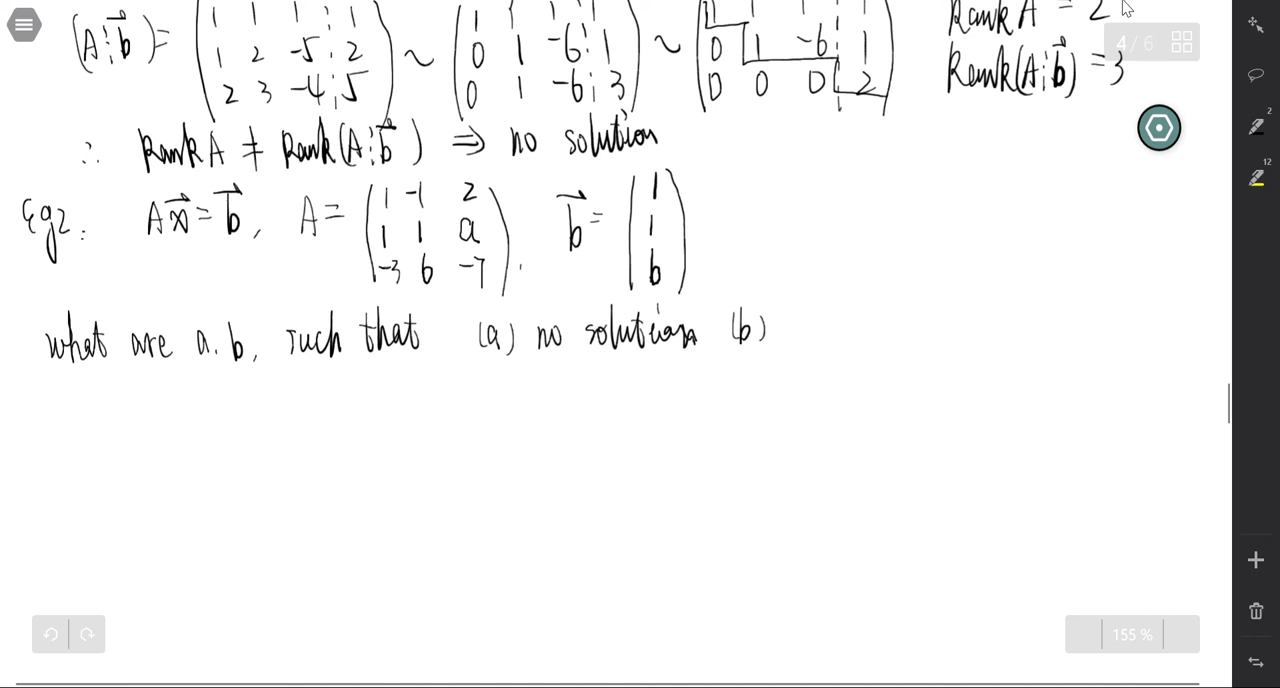 (A⋮b⃗) = ( 1 1 1 ⋮ 1 ; 1 2 -5 ⋮ 2 ; 2 3 -4 ⋮ 5 ) ~ ( 1 1 1 ⋮ 1 ; 0 1 -6 ⋮ 1 ; 0 1 -6 ⋮ 3 ) ~ ( 1 1 1 ⋮ 1 ; 0 1 -6 ⋮ 1 ; 0 0 0 ⋮ 2 )
Rank A = 2
Rank(A⋮b⃗) = 3
4 / 6
2
12
∴ Rank A ≠ Rank(A⋮b⃗) ⇒ no solution
Eg2: Ax⃗ = b⃗, A = ( 1 -1 2 ; 1 1 a ; -3 6 -7 ). b⃗ = ( 1 ; 1 ; b )
what are a. b, such that (a) no solution (b)
155 %